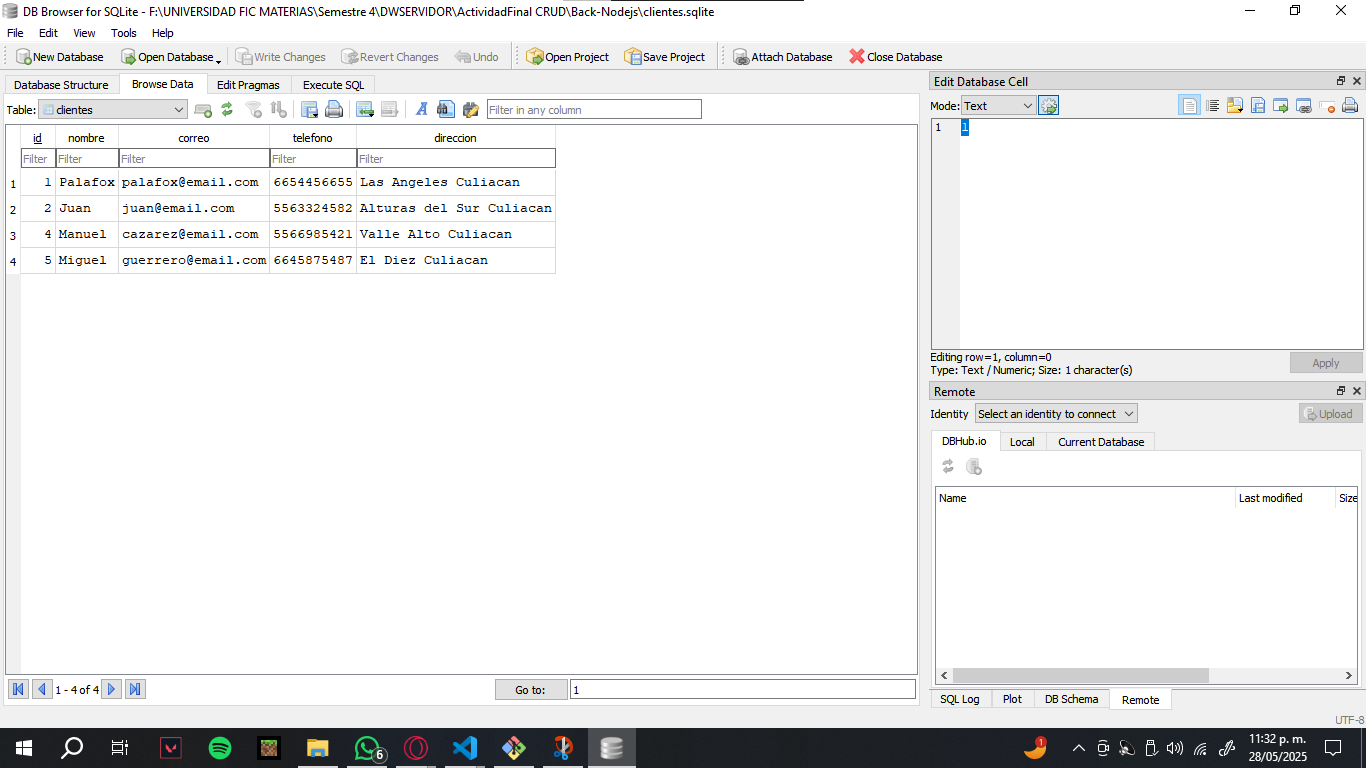 DB Browser for SQLite - F:\UNIVERSIDAD FIC MATERIAS\Semestre 4\DWSERVIDOR\ActividadFinal CRUD\Back-Nodejs\clientes.sqlite
File Edit View Tools Help
New Database Open Database Write Changes Revert Changes Undo Open Project Save Project Attach Database Close Database
Database Structure Browse Data Edit Pragmas Execute SQL
Table: clientes Filter in any column
id nombre correo telefono direccion
Filter Filter Filter Filter Filter
1 1 Palafox palafox@email.com 6654456655 Las Angeles Culiacan
2 2 Juan juan@email.com 5563324582 Alturas del Sur Culiacan
3 4 Manuel cazarez@email.com 5566985421 Valle Alto Culiacan
4 5 Miguel guerrero@email.com 6645875487 El Diez Culiacan
1 - 4 of 4 Go to: 1
Edit Database Cell
Mode: Text
1 1
Editing row=1, column=0
Type: Text / Numeric; Size: 1 character(s)
Apply
Remote
Identity Select an identity to connect Upload
DBHub.io Local Current Database
Name Last modified Size
SQL Log Plot DB Schema Remote
UTF-8
6
1
11:32 p. m.
28/05/2025